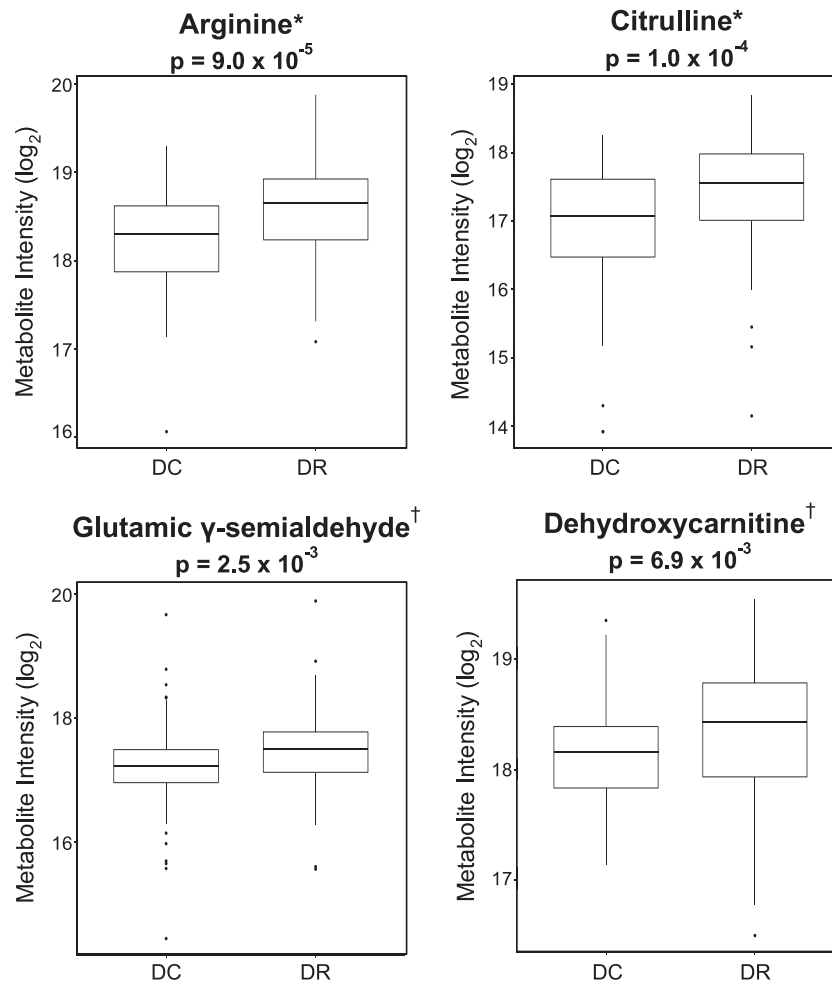 Arginine*
p = 9.0 x 10-5
Metabolite Intensity (log2)
20
19
18
17
16
DC
DR
Citrulline*
p = 1.0 x 10-4
Metabolite Intensity (log2)
19
18
17
16
15
14
DC
DR
Glutamic γ-semialdehyde†
p = 2.5 x 10-3
Metabolite Intensity (log2)
20
18
16
DC
DR
Dehydroxycarnitine†
p = 6.9 x 10-3
Metabolite Intensity (log2)
19
18
17
DC
DR